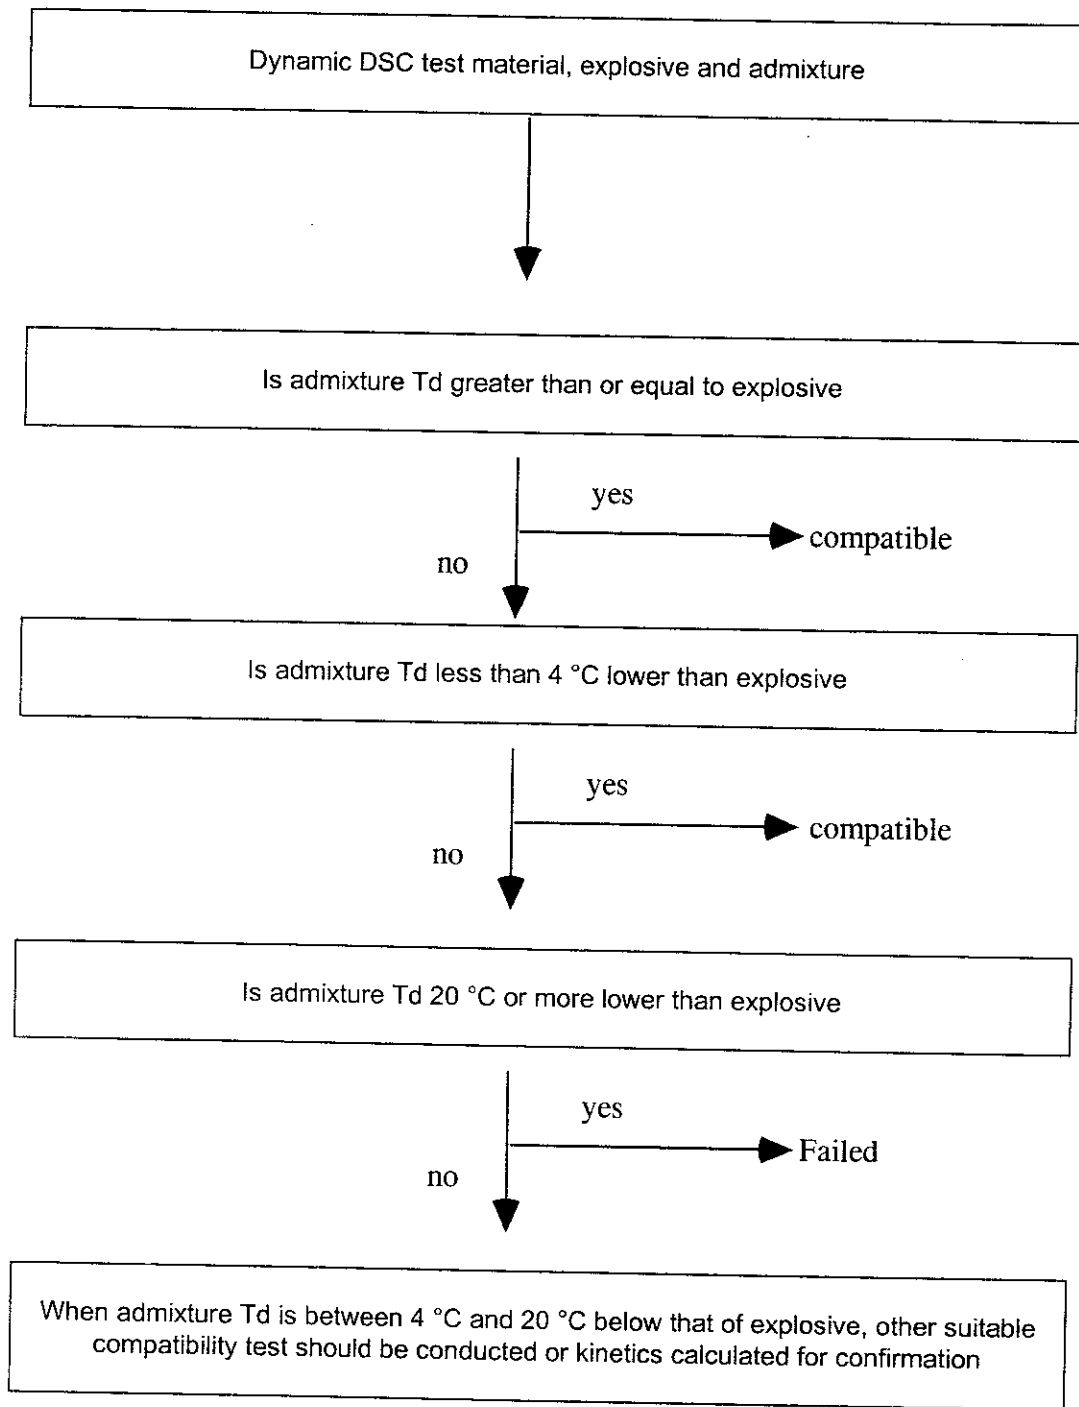 Dynamic DSC test material, explosive and admixture
Is admixture Td greater than or equal to explosive
yes
compatible
no
Is admixture Td less than 4 °C lower than explosive
yes
compatible
no
Is admixture Td 20 °C or more lower than explosive
yes
Failed
no
When admixture Td is between 4 °C and 20 °C below that of explosive, other suitable
compatibility test should be conducted or kinetics calculated for confirmation